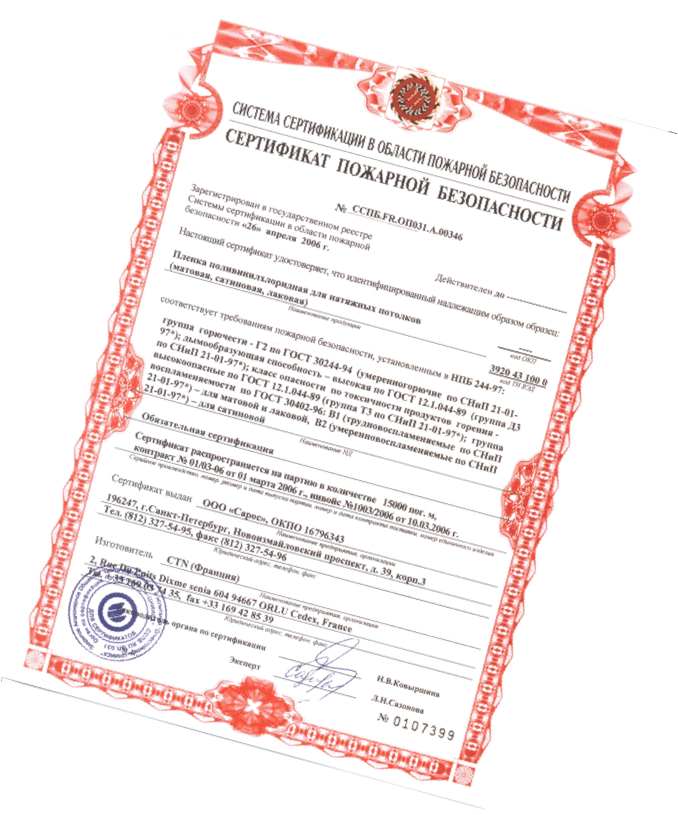 СИСТЕМА СЕРТИФИКАЦИИ В ОБЛАСТИ ПОЖАРНОЙ БЕЗОПАСНОСТИ
СЕРТИФИКАТ ПОЖАРНОЙ БЕЗОПАСНОСТИ
№ ССПБ.FR.ОП031.А.00346
Зарегистрирован в государственном реестре
Системы сертификации в области пожарной
безопасности «26» апреля 2006 г.
Действителен до ------------
Настоящий сертификат удостоверяет, что идентифицированный надлежащим образом образец:
Пленка поливинилхлоридная для натяжных потолков
(матовая, сатиновая, лаковая)
Наименование продукции
код ОКП
3920 43 100 0
код ТН ВЭД
соответствует требованиям пожарной безопасности, установленным в НПБ 244-97:
группа горючести - Г2 по ГОСТ 30244-94 (умеренногорючие по СНиП 21-01-
97*); дымообразующая способность – высокая по ГОСТ 12.1.044-89 (группа Д3
по СНиП 21-01-97*); класс опасности по токсичности продуктов горения -
высокоопасные по ГОСТ 12.1.044-89 (группа Т3 по СНиП 21-01-97*); группа
воспламеняемости по ГОСТ 30402-96: В1 (трудновоспламеняемые по СНиП
21-01-97*) – для матовой и лаковой, В2 (умеренновоспламеняемые по СНиП
21-01-97*) – для сатиновой
Наименование НД
Обязательная сертификация
Сертификат распространяется на партию в количестве 15000 пог. м,
контракт № 01/03-06 от 01 марта 2006 г., инвойс №1003/2006 от 10.03.2006 г.
Серийное производство, номер, размер и дата выпуска партии, номер и дата контракта поставки, номер единичного изделия
Сертификат выдан ООО «Сарос», ОКПО 16796343
Наименование предприятия, организации
196247, г.Санкт-Петербург, Новоизмайловский проспект, д. 39, корп.3
Тел. (812) 327-54-95, факс (812) 327-54-96
Юридический адрес, телефон, факс
Изготовитель CTN (Франция)
Наименование предприятия, организации
2, Rue Du Poits Dixme senia 604 94667 ORLU Cedex, France
fax +33 169 42 85 39
Юридический адрес, телефон, факс
органа по сертификации
Н.В.Ковыршина
Эксперт
Л.Н.Сазонова
№ 0107399
ДЛЯ СЕРТИФИКАТОВ